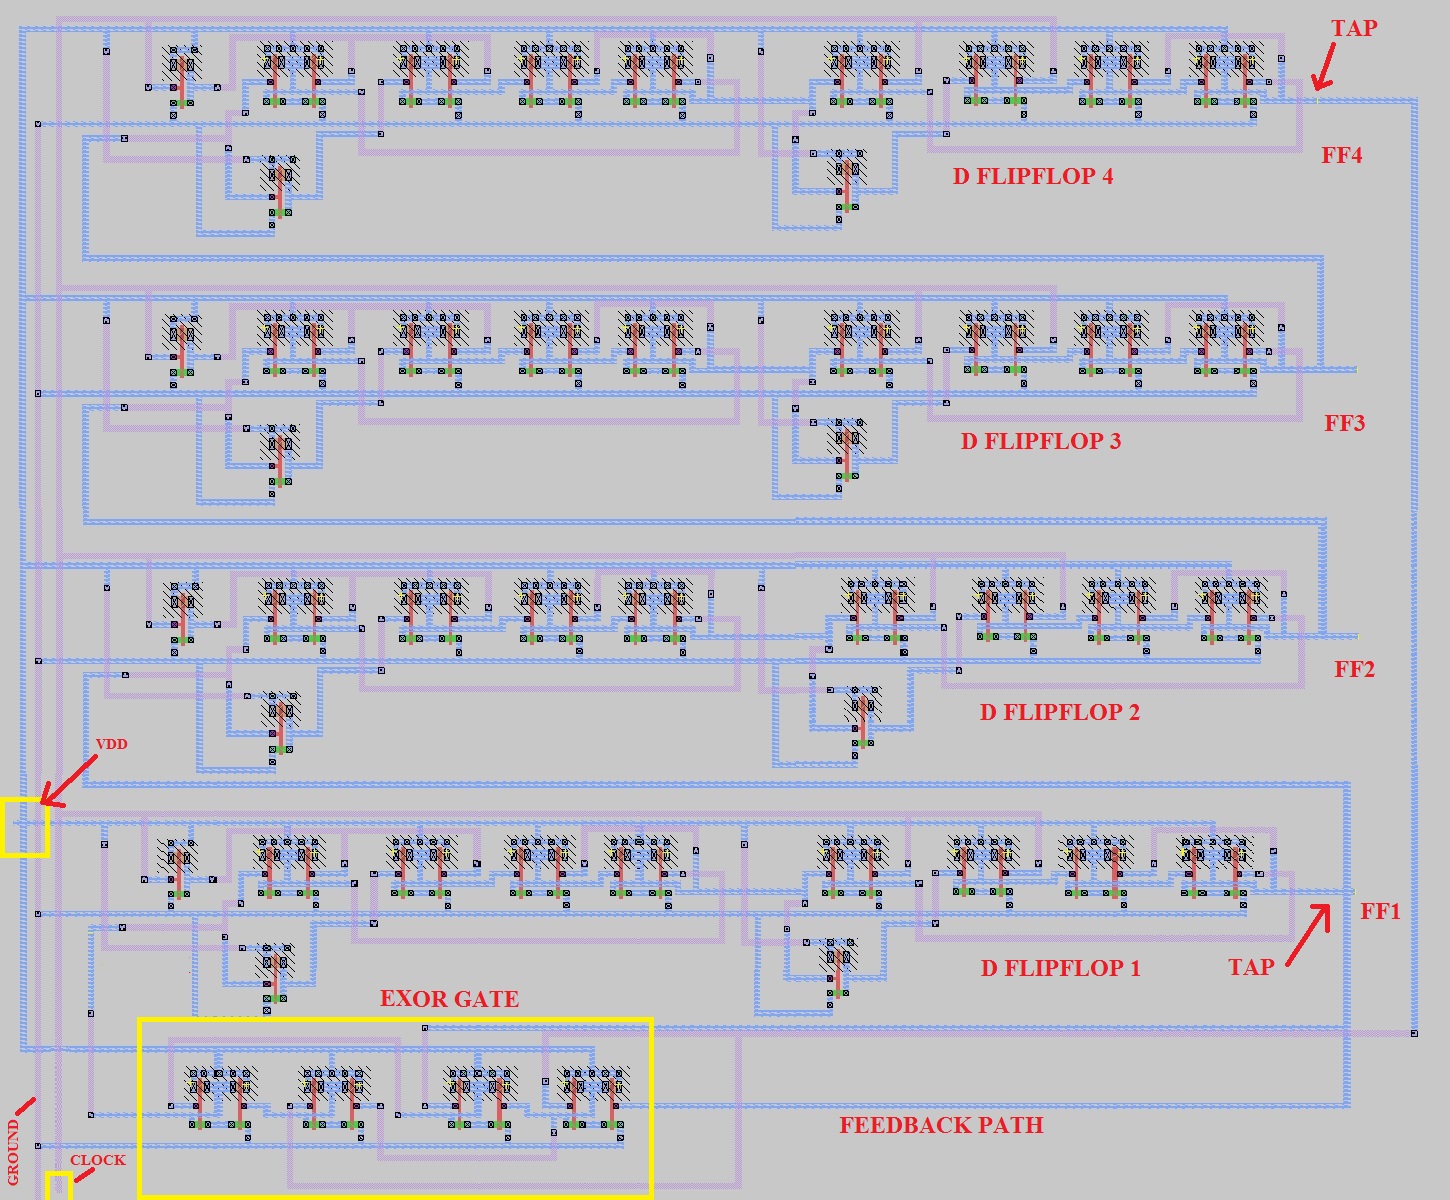 TAP
FF4
D FLIPFLOP 4
FF3
D FLIPFLOP 3
FF2
D FLIPFLOP 2
VDD
FF1
TAP
D FLIPFLOP 1
EXOR GATE
FEEDBACK PATH
GROUND
CLOCK